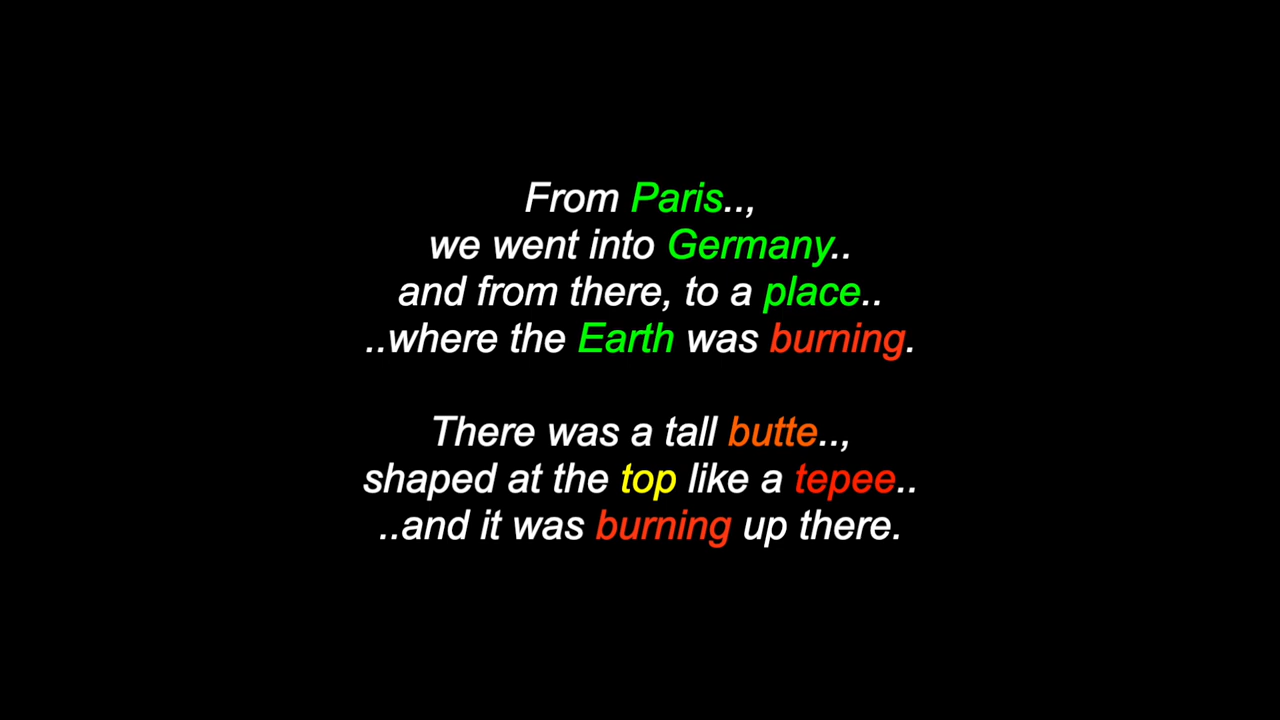 From Paris..,
we went into Germany..
and from there, to a place..
..where the Earth was burning.
There was a tall butte..,
shaped at the top like a tepee..
..and it was burning up there.